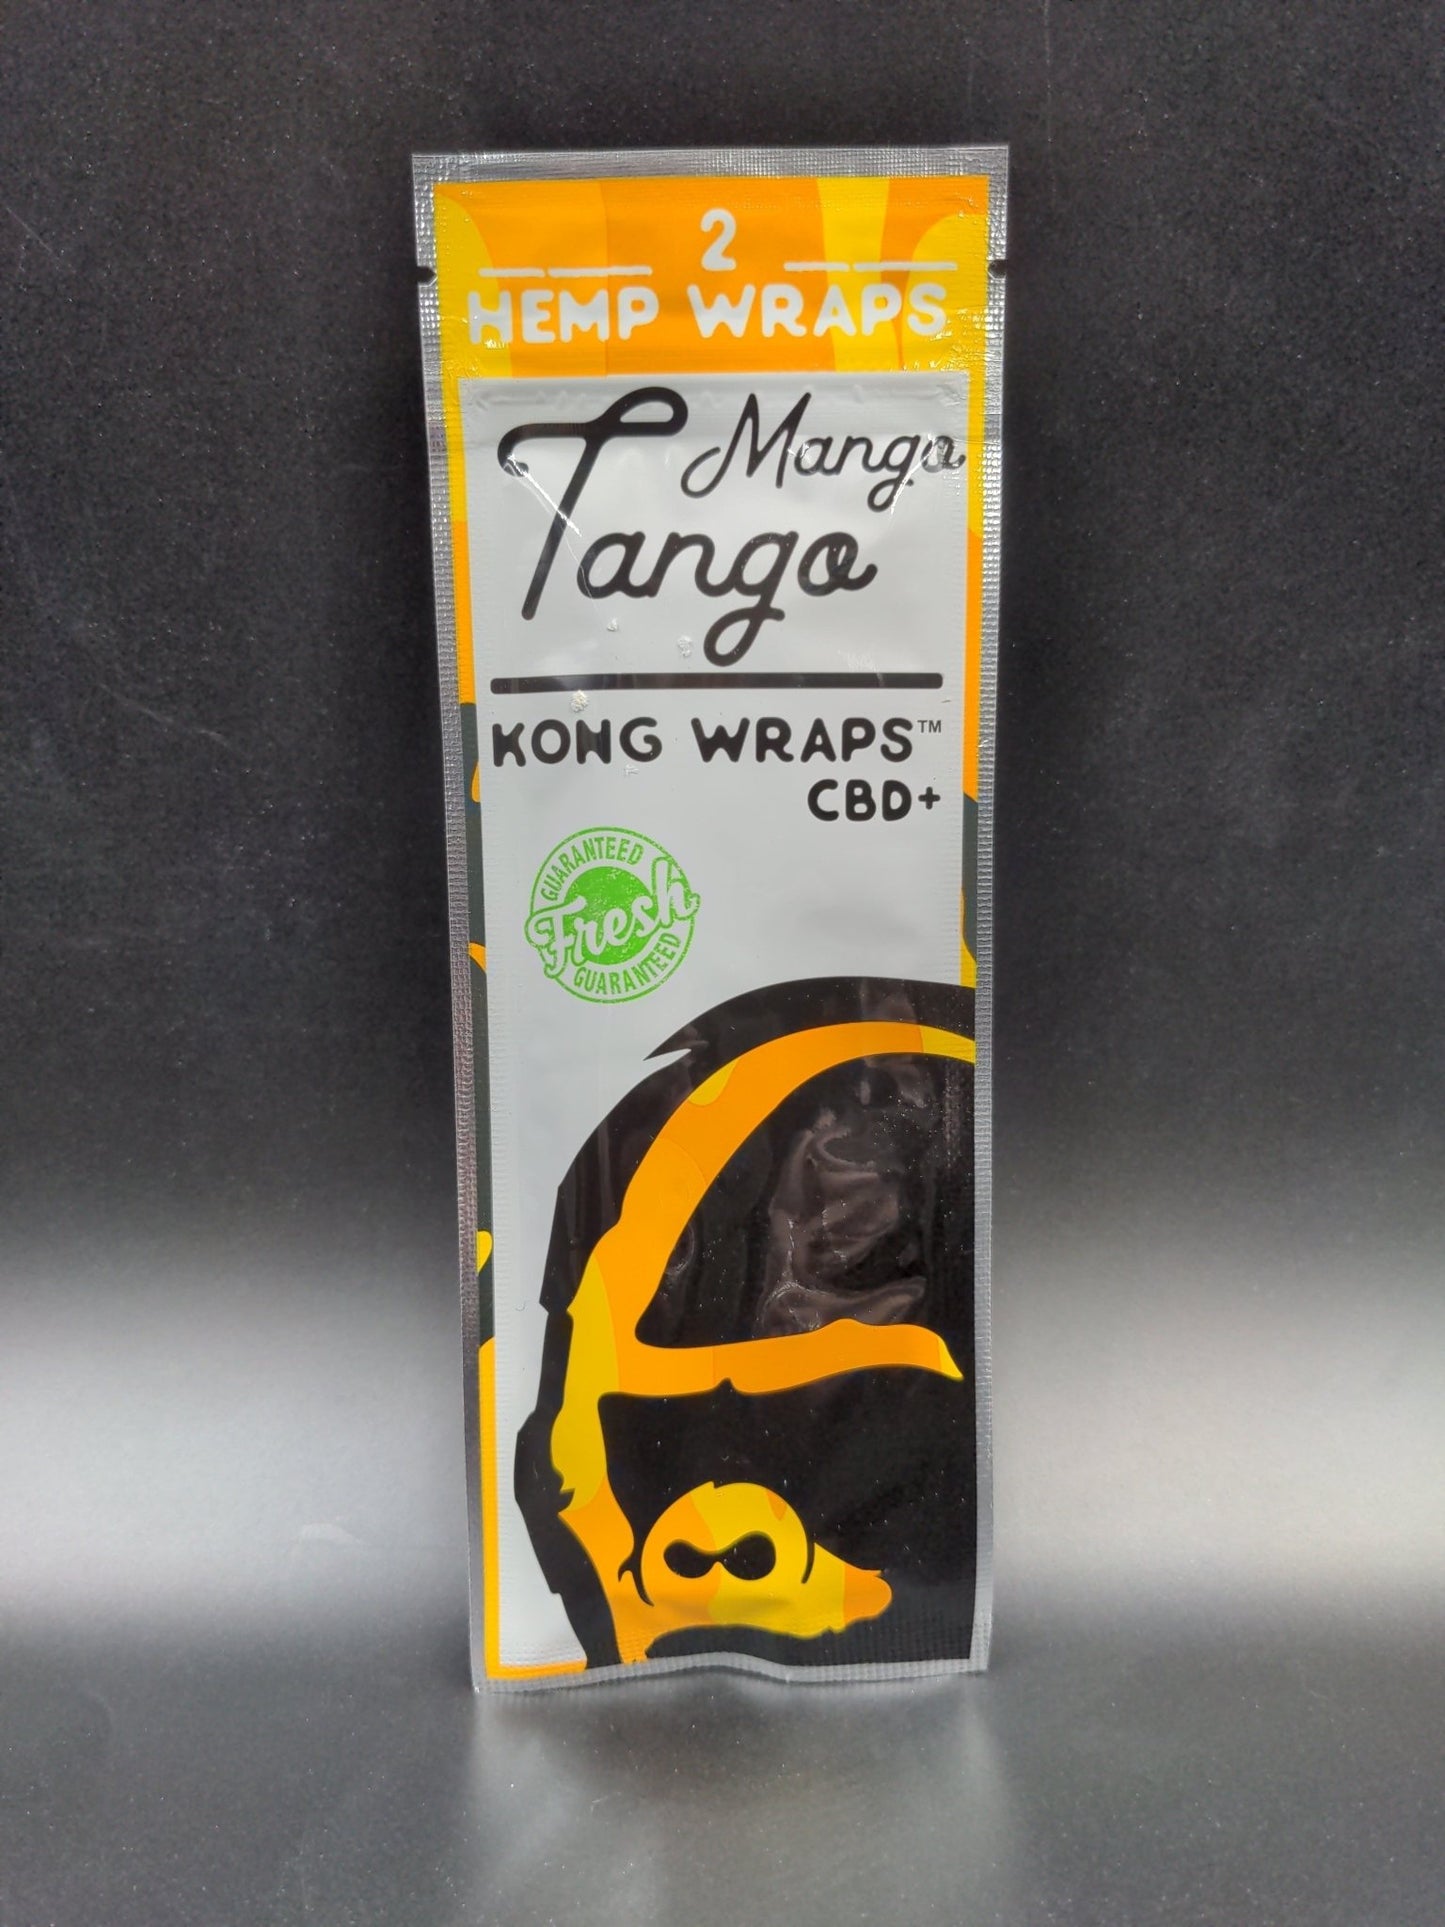 2
HEMP WRAPS
Mango
Tango
KONG WRAPS™
CBD+
GUARANTEED
Fresh
GUARANTEED